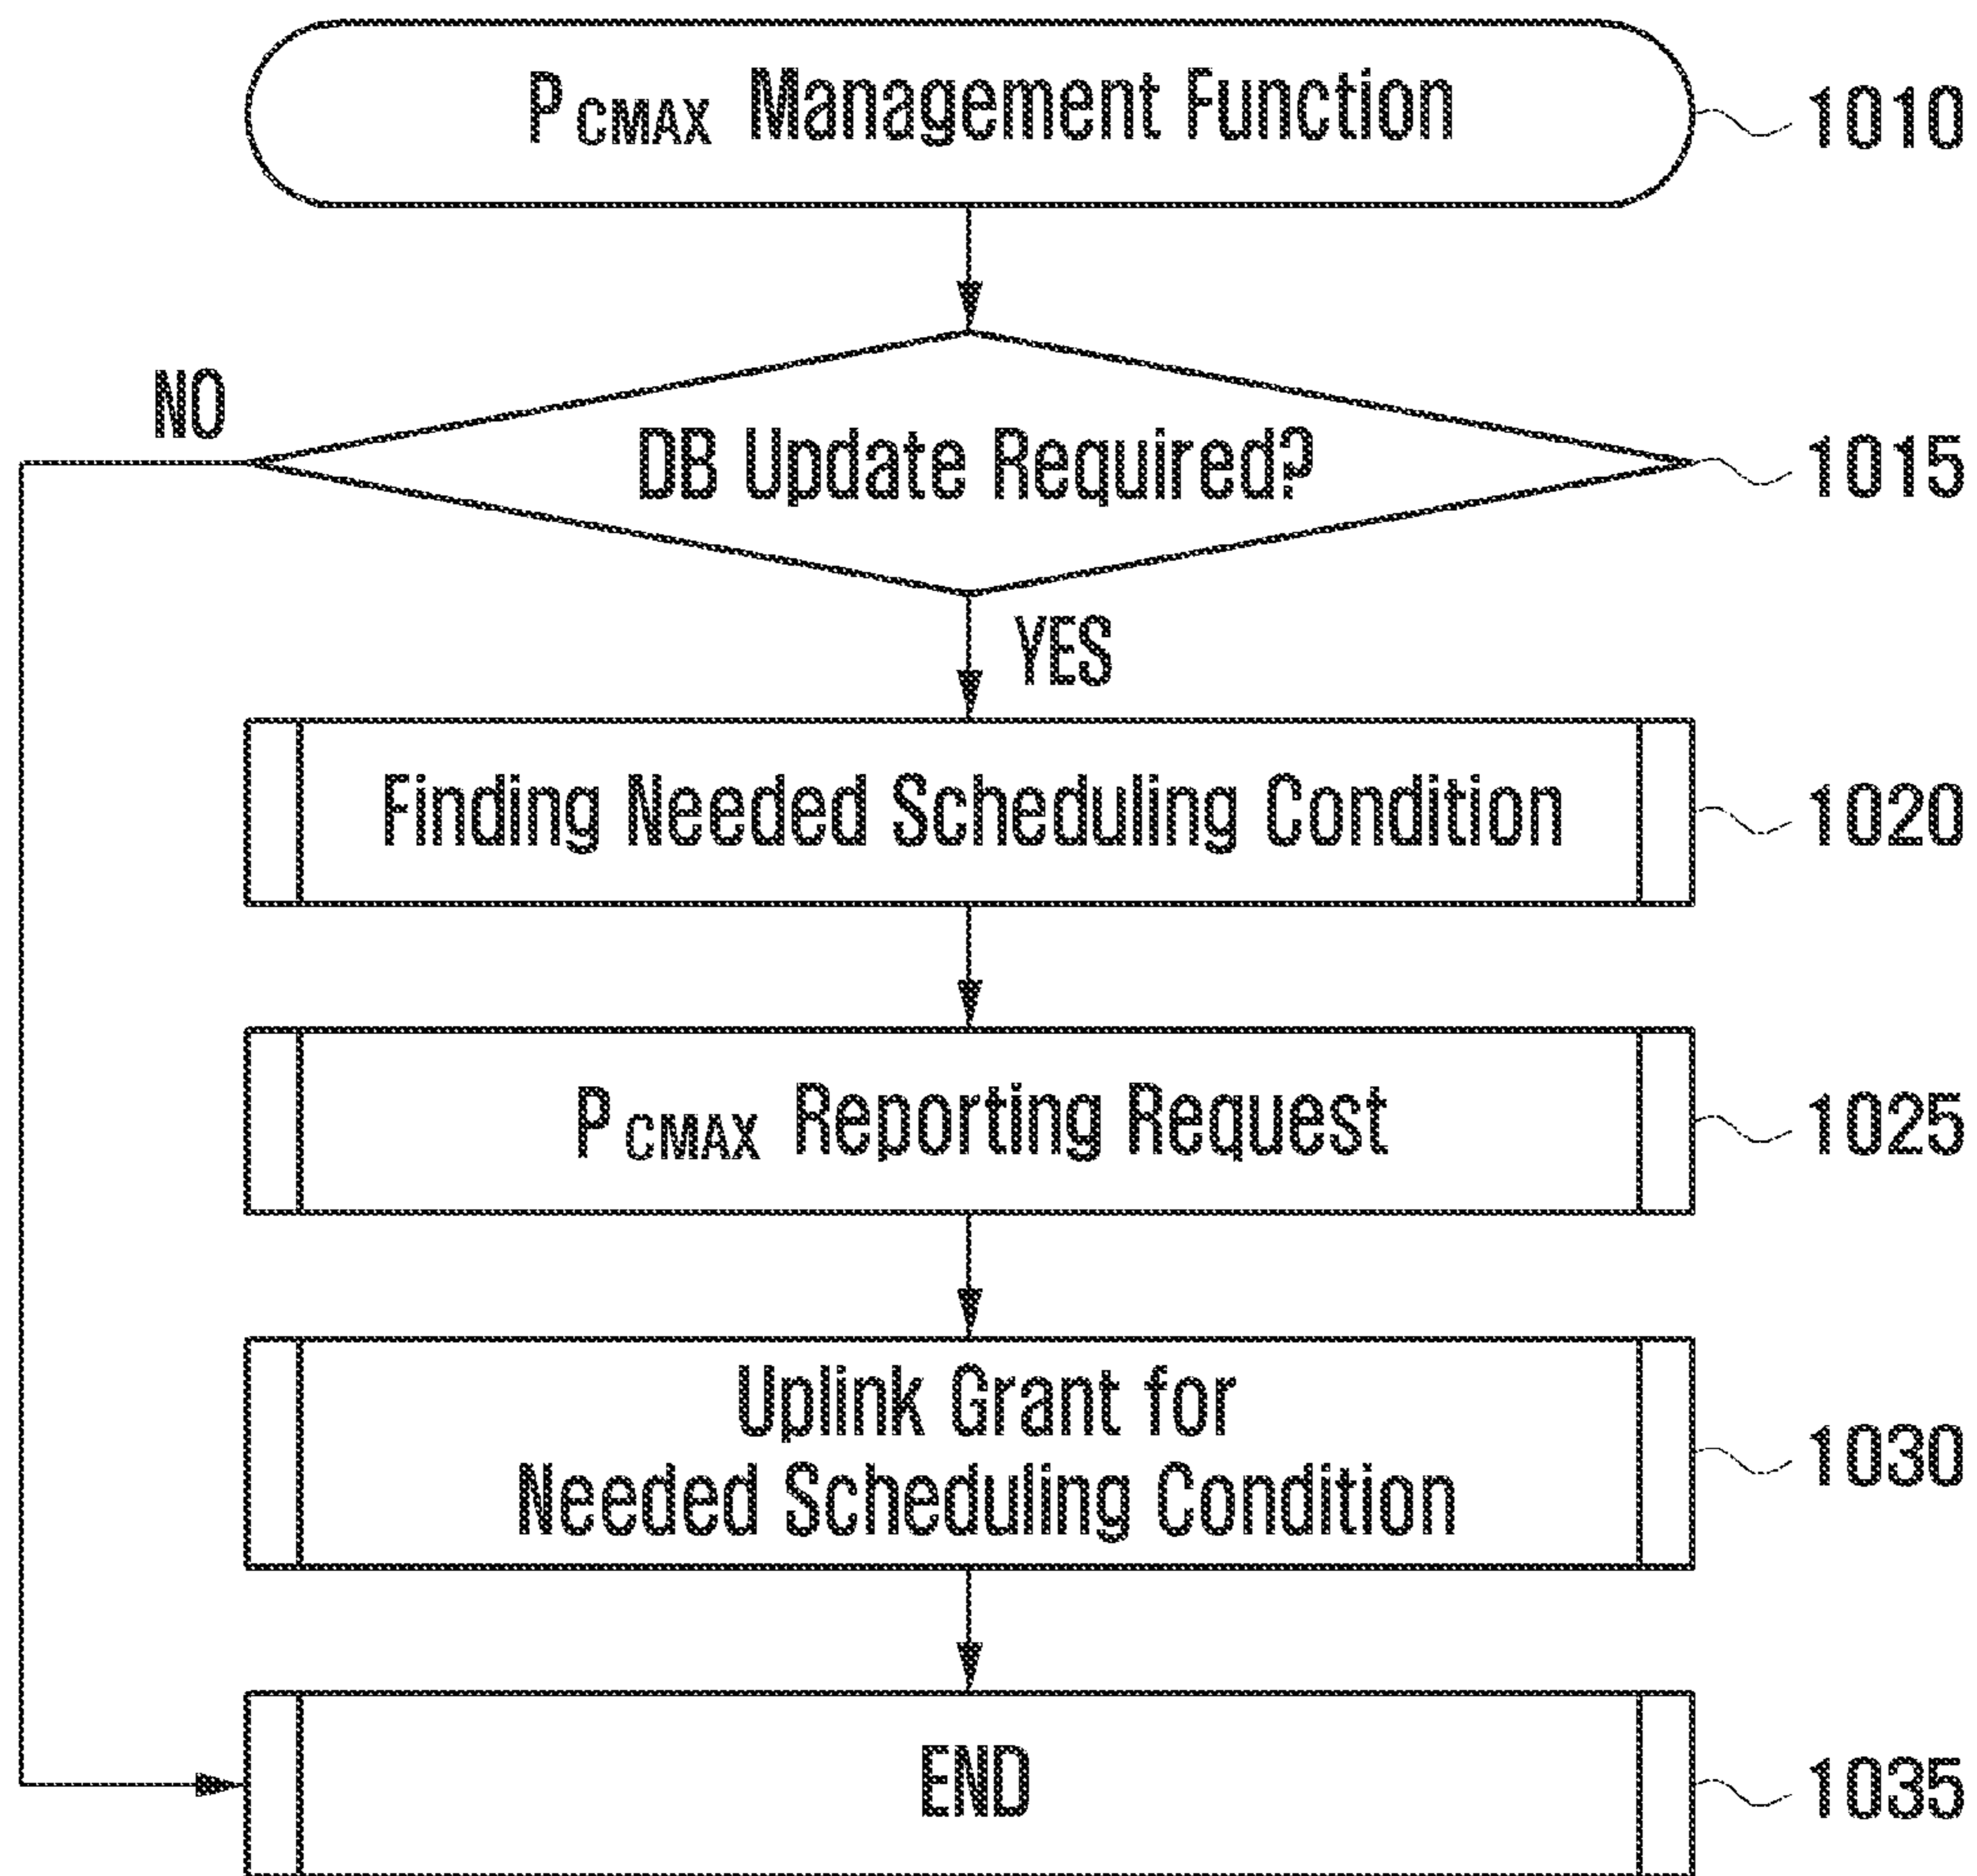 PCMAX Management Function
1010
NO
DB Update Required?
1015
YES
Finding Needed Scheduling Condition
1020
PCMAX Reporting Request
1025
Uplink Grant for
Needed Scheduling Condition
1030
END
1035